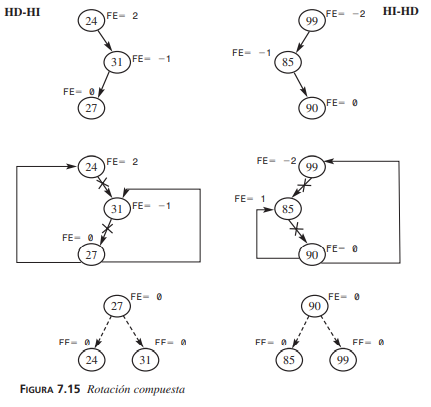 HD-HI
HI-HD
24 FE= 2
31 FE= -1
FE= 0
27
99 FE= -2
FE= -1
85
90 FE= 0
24 FE= 2
31 FE= -1
FE= 0
27
FE= -2
99
FE= 1
85
90 FE= 0
27 FE= 0
FE= 0 FE= 0
24 31
90 FE= 0
FE= 0 FE= 0
85 99
FIGURA 7.15 Rotación compuesta